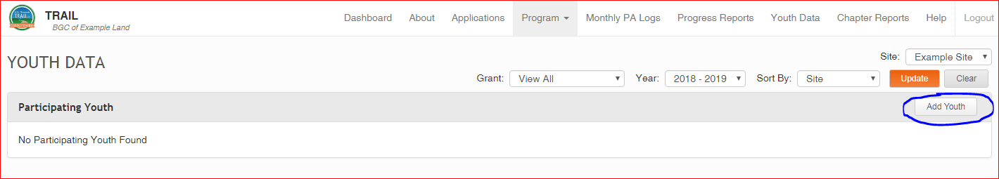 TRAIL
BGC of Example Land
Dashboard About Applications Program Monthly PA Logs Progress Reports Youth Data Chapter Reports Help Logout
YOUTH DATA
Site: Example Site
Grant: View All Year: 2018 - 2019 Sort By: Site Update Clear
Participating Youth Add Youth
No Participating Youth Found